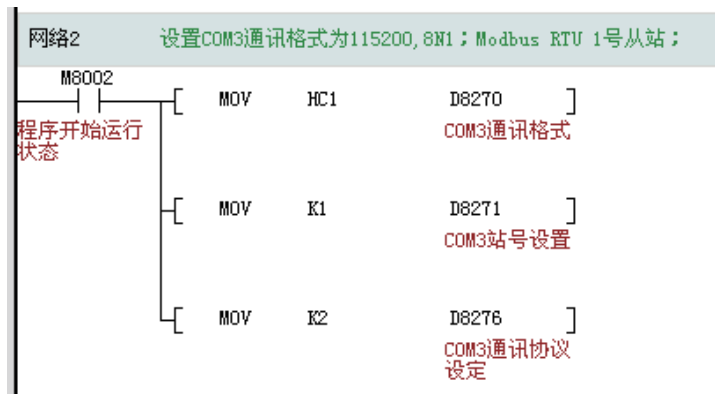 网络2 设置COM3通讯格式为115200,8N1；Modbus RTU 1号从站；
M8002
MOV HC1 D8270
程序开始运行 COM3通讯格式
状态
MOV K1 D8271
COM3站号设置
MOV K2 D8276
COM3通讯协议
设定